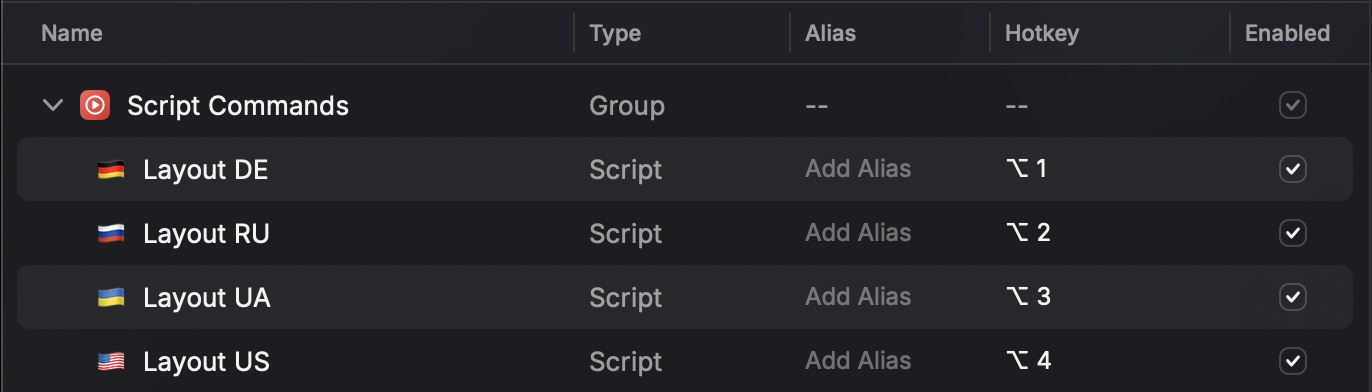 Name Type Alias Hotkey Enabled
Script Commands Group -- --
Layout DE Script Add Alias ⌥ 1
Layout RU Script Add Alias ⌥ 2
Layout UA Script Add Alias ⌥ 3
Layout US Script Add Alias ⌥ 4